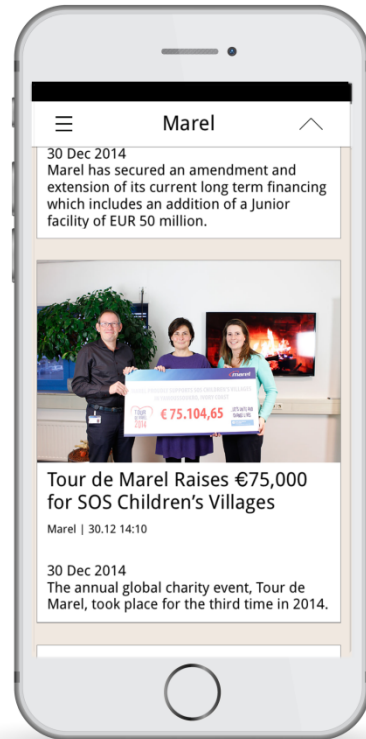 Marel
30 Dec 2014
Marel has secured an amendment and
extension of its current long term financing
which includes an addition of a Junior
facility of EUR 50 million.
marel
TOUR
DE MAREL
2014
€ 75.104,65
Tour de Marel Raises €75,000
for SOS Children’s Villages
Marel | 30.12 14:10
30 Dec 2014
The annual global charity event, Tour de
Marel, took place for the third time in 2014.